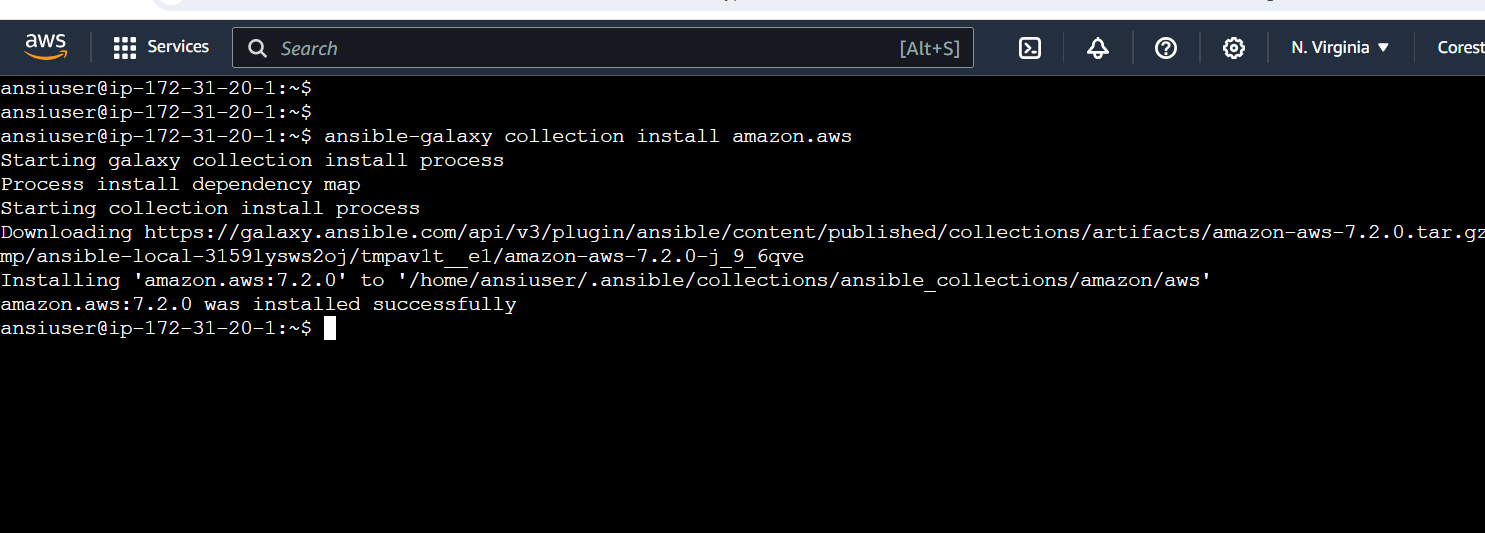 aws
Services
Search
[Alt+S]
N. Virginia
Corest
ansiuser@ip-172-31-20-1:~$
ansiuser@ip-172-31-20-1:~$
ansiuser@ip-172-31-20-1:~$ ansible-galaxy collection install amazon.aws
Starting galaxy collection install process
Process install dependency map
Starting collection install process
Downloading https://galaxy.ansible.com/api/v3/plugin/ansible/content/published/collections/artifacts/amazon-aws-7.2.0.tar.gz
mp/ansible-local-3159lysws2oj/tmpav1t__e1/amazon-aws-7.2.0-j_9_6qve
Installing 'amazon.aws:7.2.0' to '/home/ansiuser/.ansible/collections/ansible_collections/amazon/aws'
amazon.aws:7.2.0 was installed successfully
ansiuser@ip-172-31-20-1:~$